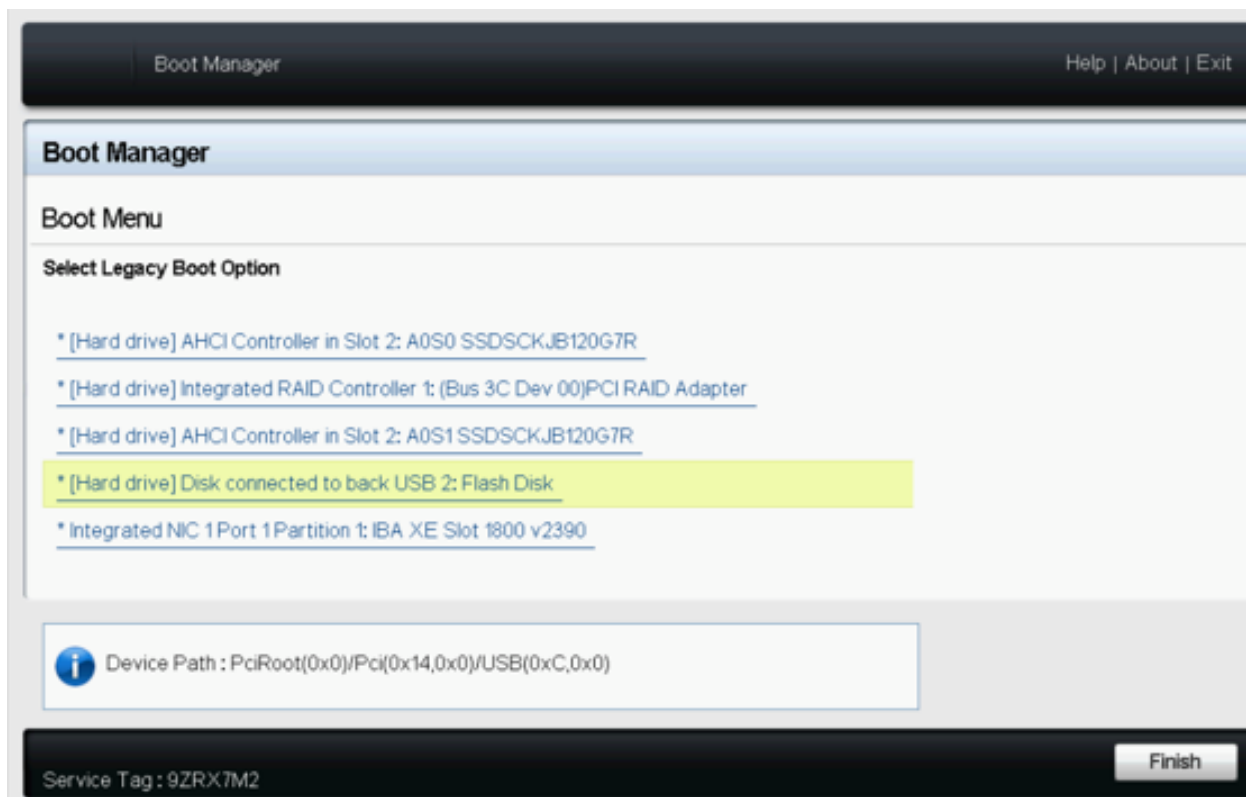 Boot Manager
Help | About | Exit
Boot Manager
Boot Menu
Select Legacy Boot Option
* [Hard drive] AHCI Controller in Slot 2: A0S0 SSDSCKJB120G7R
* [Hard drive] Integrated RAID Controller 1: (Bus 3C Dev 00)PCI RAID Adapter
* [Hard drive] AHCI Controller in Slot 2: A0S1 SSDSCKJB120G7R
* [Hard drive] Disk connected to back USB 2: Flash Disk
* Integrated NIC 1 Port 1 Partition 1: IBA XE Slot 1800 v2390
Device Path : PciRoot(0x0)/Pci(0x14,0x0)/USB(0xC,0x0)
Finish
Service Tag : 9ZRX7M2